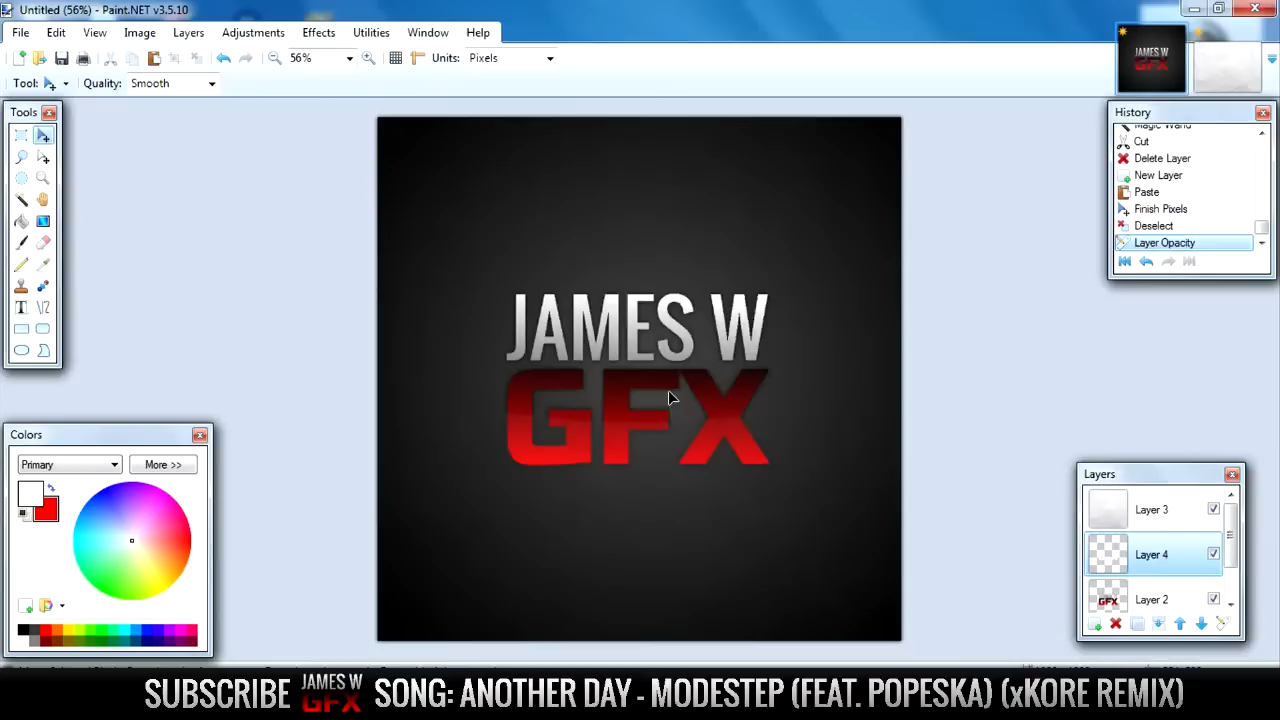 Untitled (56%) - Paint.NET v3.5.10
File Edit View Image Layers Adjustments Effects Utilities Window Help
56% Units: Pixels
Tool: Quality: Smooth
JAMES W
GFX
Tools
History
Magic Wand
Cut
Delete Layer
New Layer
Paste
Finish Pixels
Deselect
Layer Opacity
JAMES W
GFX
Colors
Primary More >>
Layers
Layer 3
Layer 4
GFX Layer 2
SUBSCRIBE JAMES W GFX SONG: ANOTHER DAY - MODESTEP (FEAT. POPESKA) (xKORE REMIX)